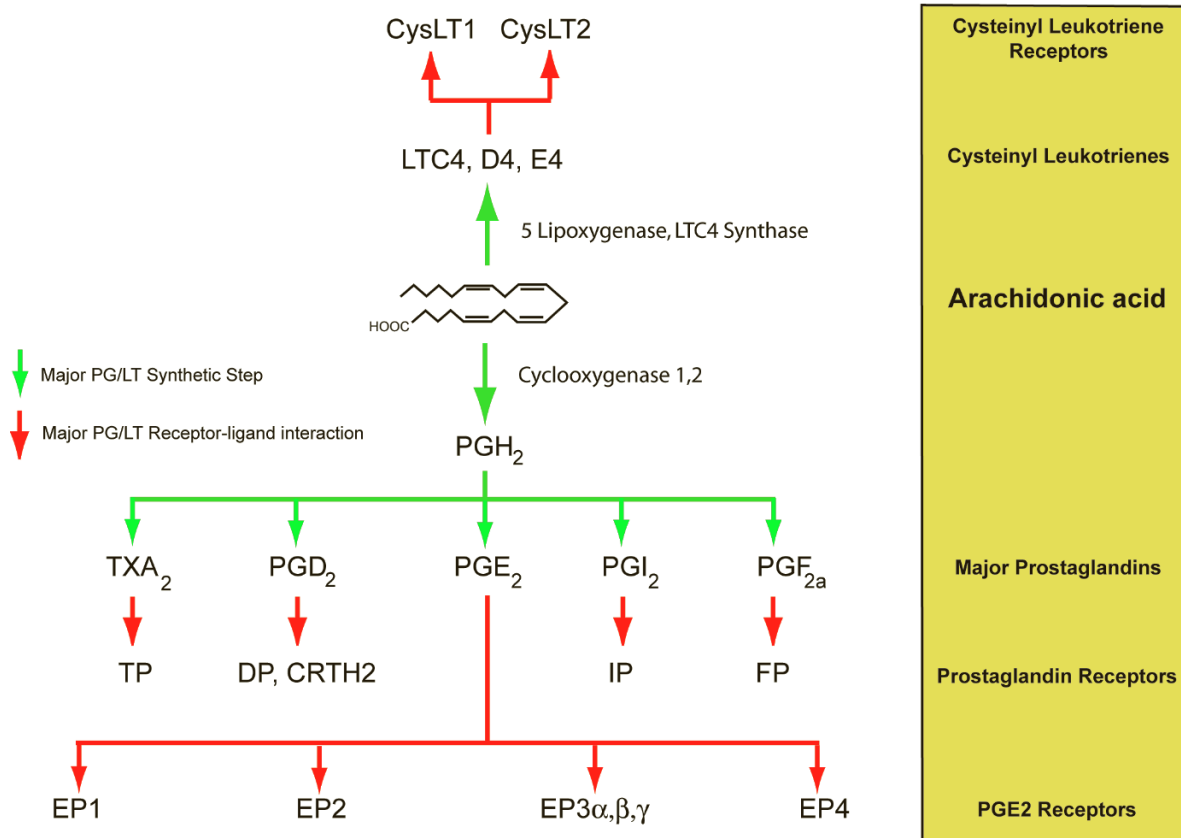 CysLT1 CysLT2
Cysteinyl Leukotriene
Receptors
LTC4, D4, E4
Cysteinyl Leukotrienes
5 Lipoxygenase, LTC4 Synthase
Arachidonic acid
HOOC
Major PG/LT Synthetic Step
Cyclooxygenase 1,2
Major PG/LT Receptor-ligand interaction
PGH2
TXA2 PGD2 PGE2 PGI2 PGF2a
Major Prostaglandins
TP DP, CRTH2 IP FP
Prostaglandin Receptors
EP1 EP2 EP3α,β,γ EP4
PGE2 Receptors